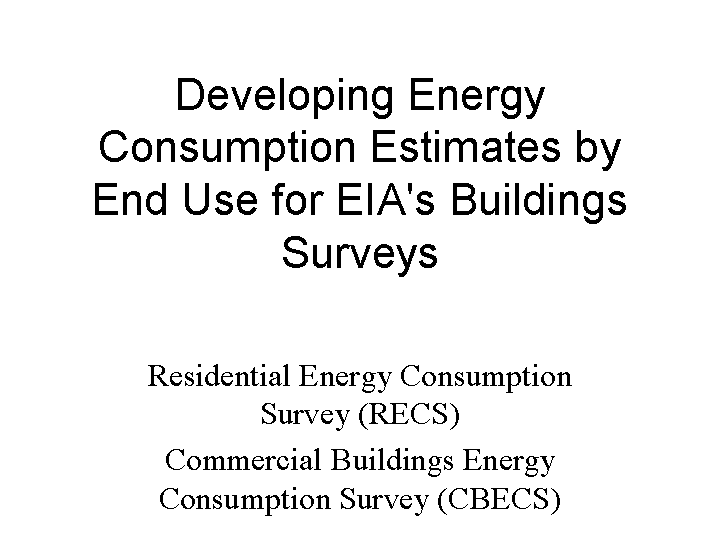 Developing Energy
Consumption Estimates by
End Use for EIA's Buildings
Surveys
Residential Energy Consumption
Survey (RECS)
Commercial Buildings Energy
Consumption Survey (CBECS)